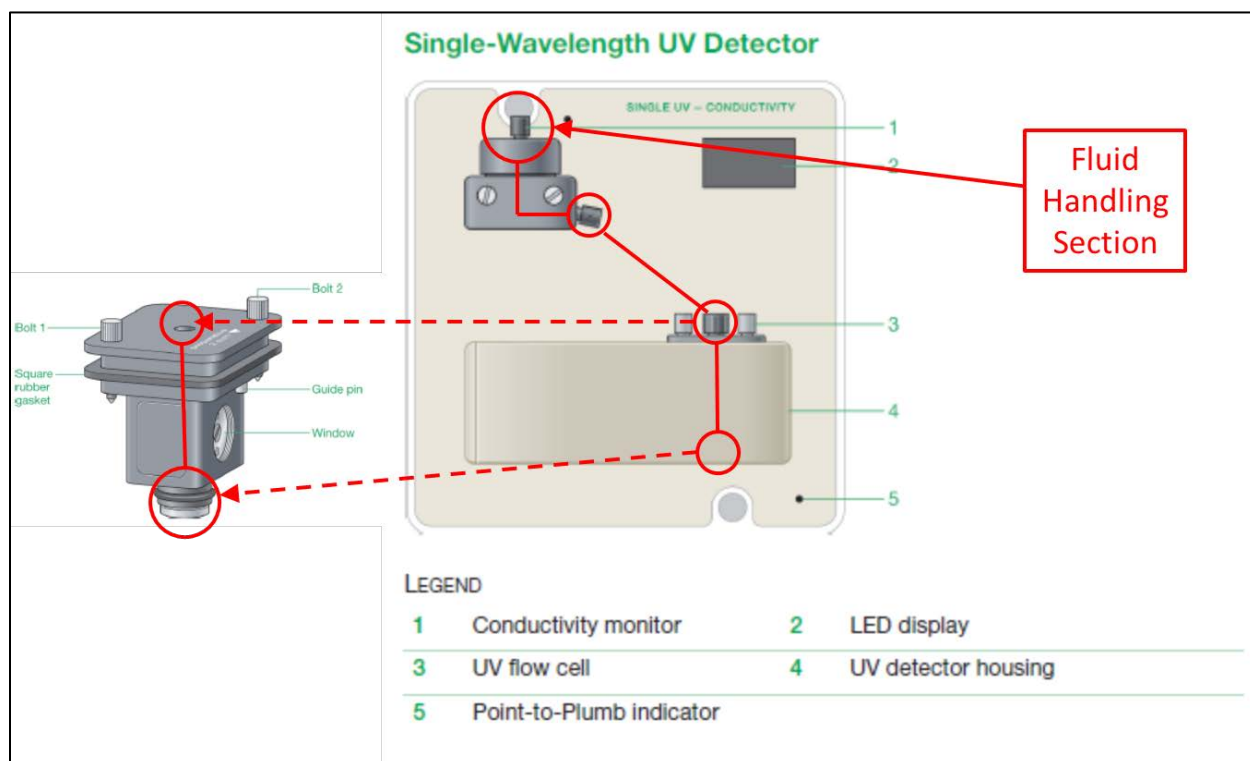 Single-Wavelength UV Detector
SINGLE UV – CONDUCTIVITY
1
2
Fluid
Handling
Section
Bolt 2
Bolt 1
3
Square
rubber
gasket
Guide pin
4
Window
5
LEGEND
1 Conductivity monitor 2 LED display
3 UV flow cell 4 UV detector housing
5 Point-to-Plumb indicator